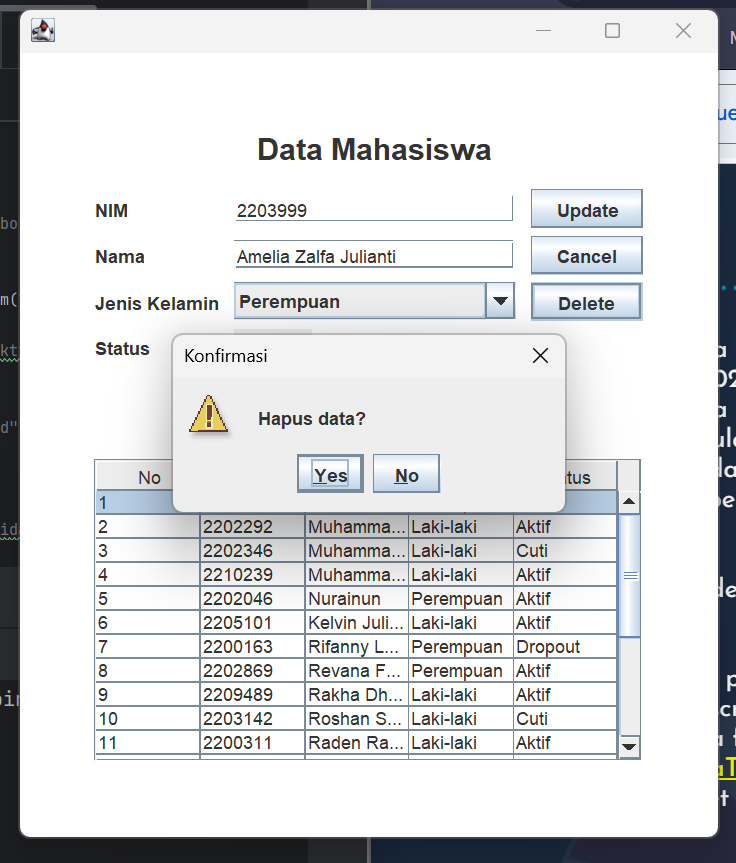 Data Mahasiswa
NIM 2203999 Update
Nama Amelia Zalfa Julianti Cancel
Jenis Kelamin Perempuan Delete
Status
Konfirmasi
Hapus data?
Yes No
No tus
1
2 2202292 Muhamma... Laki-laki Aktif
3 2202346 Muhamma... Laki-laki Cuti
4 2210239 Muhamma... Laki-laki Aktif
5 2202046 Nurainun Perempuan Aktif
6 2205101 Kelvin Juli... Laki-laki Aktif
7 2200163 Rifanny L... Perempuan Dropout
8 2202869 Revana F... Perempuan Aktif
9 2209489 Rakha Dh... Laki-laki Aktif
10 2203142 Roshan S... Laki-laki Cuti
11 2200311 Raden Ra... Laki-laki Aktif